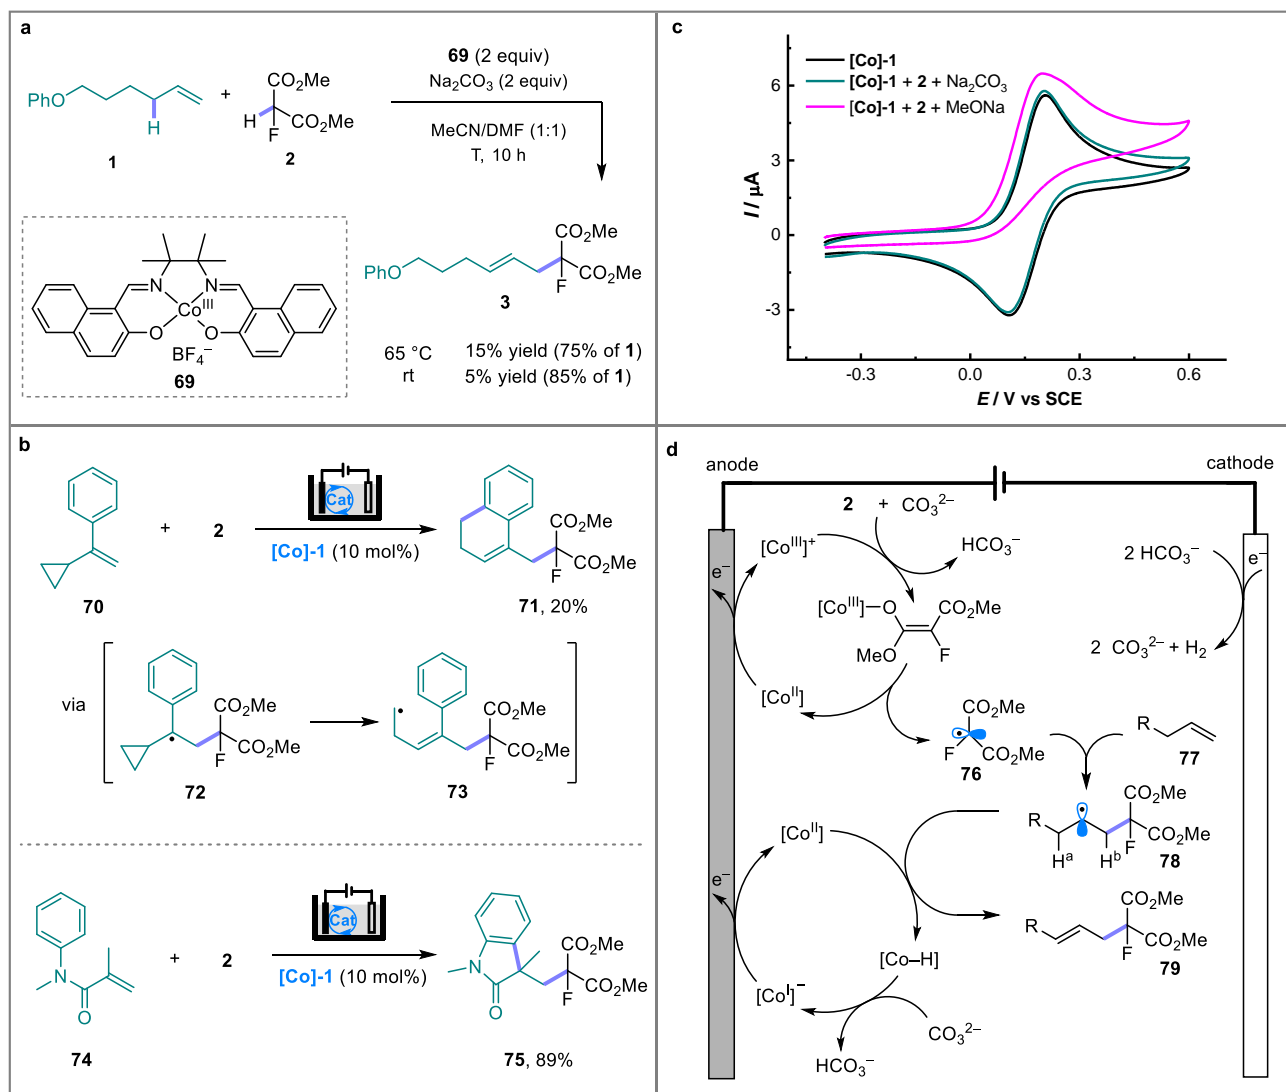 a
PhO
H
1
+
CO₂Me
H
CO₂Me
F
2
69 (2 equiv)
Na₂CO₃ (2 equiv)
MeCN/DMF (1:1)
T, 10 h
N
N
Coᴵᴵᴵ
O
O
BF₄⁻
69
PhO
CO₂Me
CO₂Me
F
3
65 °C 15% yield (75% of 1)
rt 5% yield (85% of 1)
b
70
+
2
Cat
[Co]-1 (10 mol%)
CO₂Me
CO₂Me
F
71, 20%
via
CO₂Me
CO₂Me
F
72
CO₂Me
CO₂Me
F
73
N
O
74
+
2
Cat
[Co]-1 (10 mol%)
N
O
CO₂Me
CO₂Me
F
75, 89%
c
[Co]-1
[Co]-1 + 2 + Na₂CO₃
[Co]-1 + 2 + MeONa
I / μA
6
3
0
-3
-0.3 0.0 0.3 0.6
E / V vs SCE
d
anode
cathode
2 + CO₃²⁻
[Coᴵᴵᴵ]⁺
HCO₃⁻
e⁻
[Coᴵᴵᴵ]
O
CO₂Me
MeO
F
[Coᴵᴵ]
2 HCO₃⁻
e⁻
2 CO₃²⁻ + H₂
CO₂Me
F
CO₂Me
76
R
77
R
CO₂Me
CO₂Me
F
Hᵃ
Hᵇ
78
[Coᴵᴵ]
e⁻
R
CO₂Me
CO₂Me
F
79
[Co–H]
[Coᴵ]⁻
CO₃²⁻
HCO₃⁻